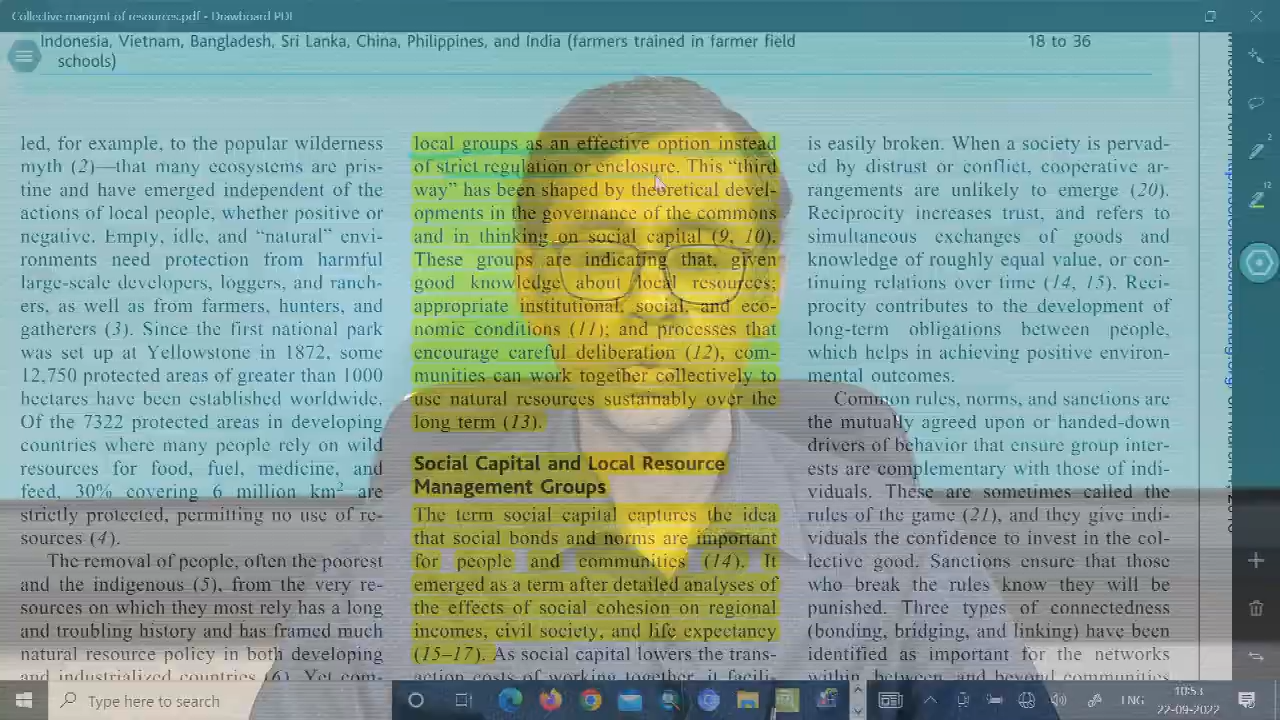 Collective mangmt of resources.pdf - Drawboard PDF
Indonesia, Vietnam, Bangladesh, Sri Lanka, China, Philippines, and India (farmers trained in farmer field
schools)
18 to 36
led, for example, to the popular wilderness
myth (2)—that many ecosystems are pris-
tine and have emerged independent of the
actions of local people, whether positive or
negative. Empty, idle, and “natural” envi-
ronments need protection from harmful
large-scale developers, loggers, and ranch-
ers, as well as from farmers, hunters, and
gatherers (3). Since the first national park
was set up at Yellowstone in 1872, some
12,750 protected areas of greater than 1000
hectares have been established worldwide.
Of the 7322 protected areas in developing
countries where many people rely on wild
resources for food, fuel, medicine, and
feed, 30% covering 6 million km² are
strictly protected, permitting no use of re-
sources (4).
The removal of people, often the poorest
and the indigenous (5), from the very re-
sources on which they most rely has a long
and troubling history and has framed much
natural resource policy in both developing
and industrialized countries (6). Yet com-
local groups as an effective option instead
of strict regulation or enclosure. This “third
way” has been shaped by theoretical devel-
opments in the governance of the commons
and in thinking on social capital (9, 10).
These groups are indicating that, given
good knowledge about local resources;
appropriate institutional, social, and eco-
nomic conditions (11); and processes that
encourage careful deliberation (12), com-
munities can work together collectively to
use natural resources sustainably over the
long term (13).
Social Capital and Local Resource
Management Groups
The term social capital captures the idea
that social bonds and norms are important
for people and communities (14). It
emerged as a term after detailed analyses of
the effects of social cohesion on regional
incomes, civil society, and life expectancy
(15–17). As social capital lowers the trans-
action costs of working together, it facili-
is easily broken. When a society is pervad-
ed by distrust or conflict, cooperative ar-
rangements are unlikely to emerge (20).
Reciprocity increases trust, and refers to
simultaneous exchanges of goods and
knowledge of roughly equal value, or con-
tinuing relations over time (14, 15). Reci-
procity contributes to the development of
long-term obligations between people,
which helps in achieving positive environ-
mental outcomes.
Common rules, norms, and sanctions are
the mutually agreed upon or handed-down
drivers of behavior that ensure group inter-
ests are complementary with those of indi-
viduals. These are sometimes called the
rules of the game (21), and they give indi-
viduals the confidence to invest in the col-
lective good. Sanctions ensure that those
who break the rules know they will be
punished. Three types of connectedness
(bonding, bridging, and linking) have been
identified as important for the networks
within, between, and beyond communities
2
12
Type here to search
ENG
10:53
22-09-2022